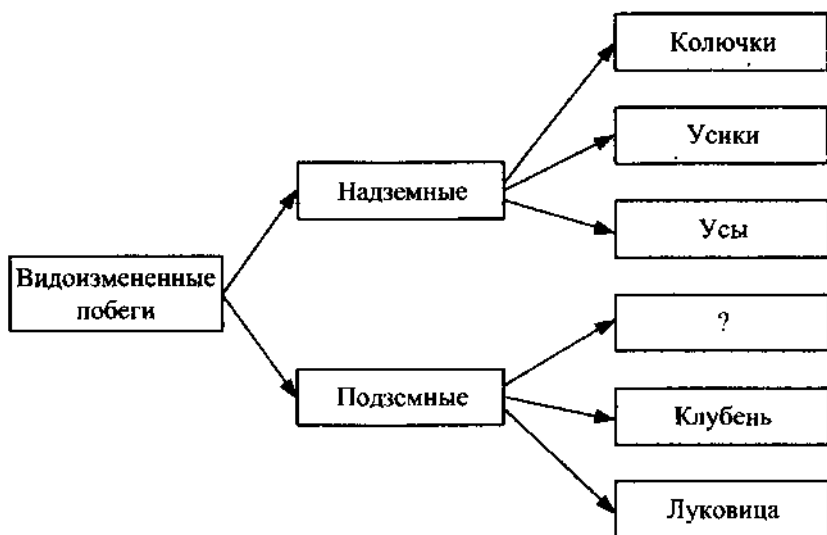 Колючки
Усики
Надземные
Усы
Видоизмененные
побеги
?
Подземные
Клубень
Луковица